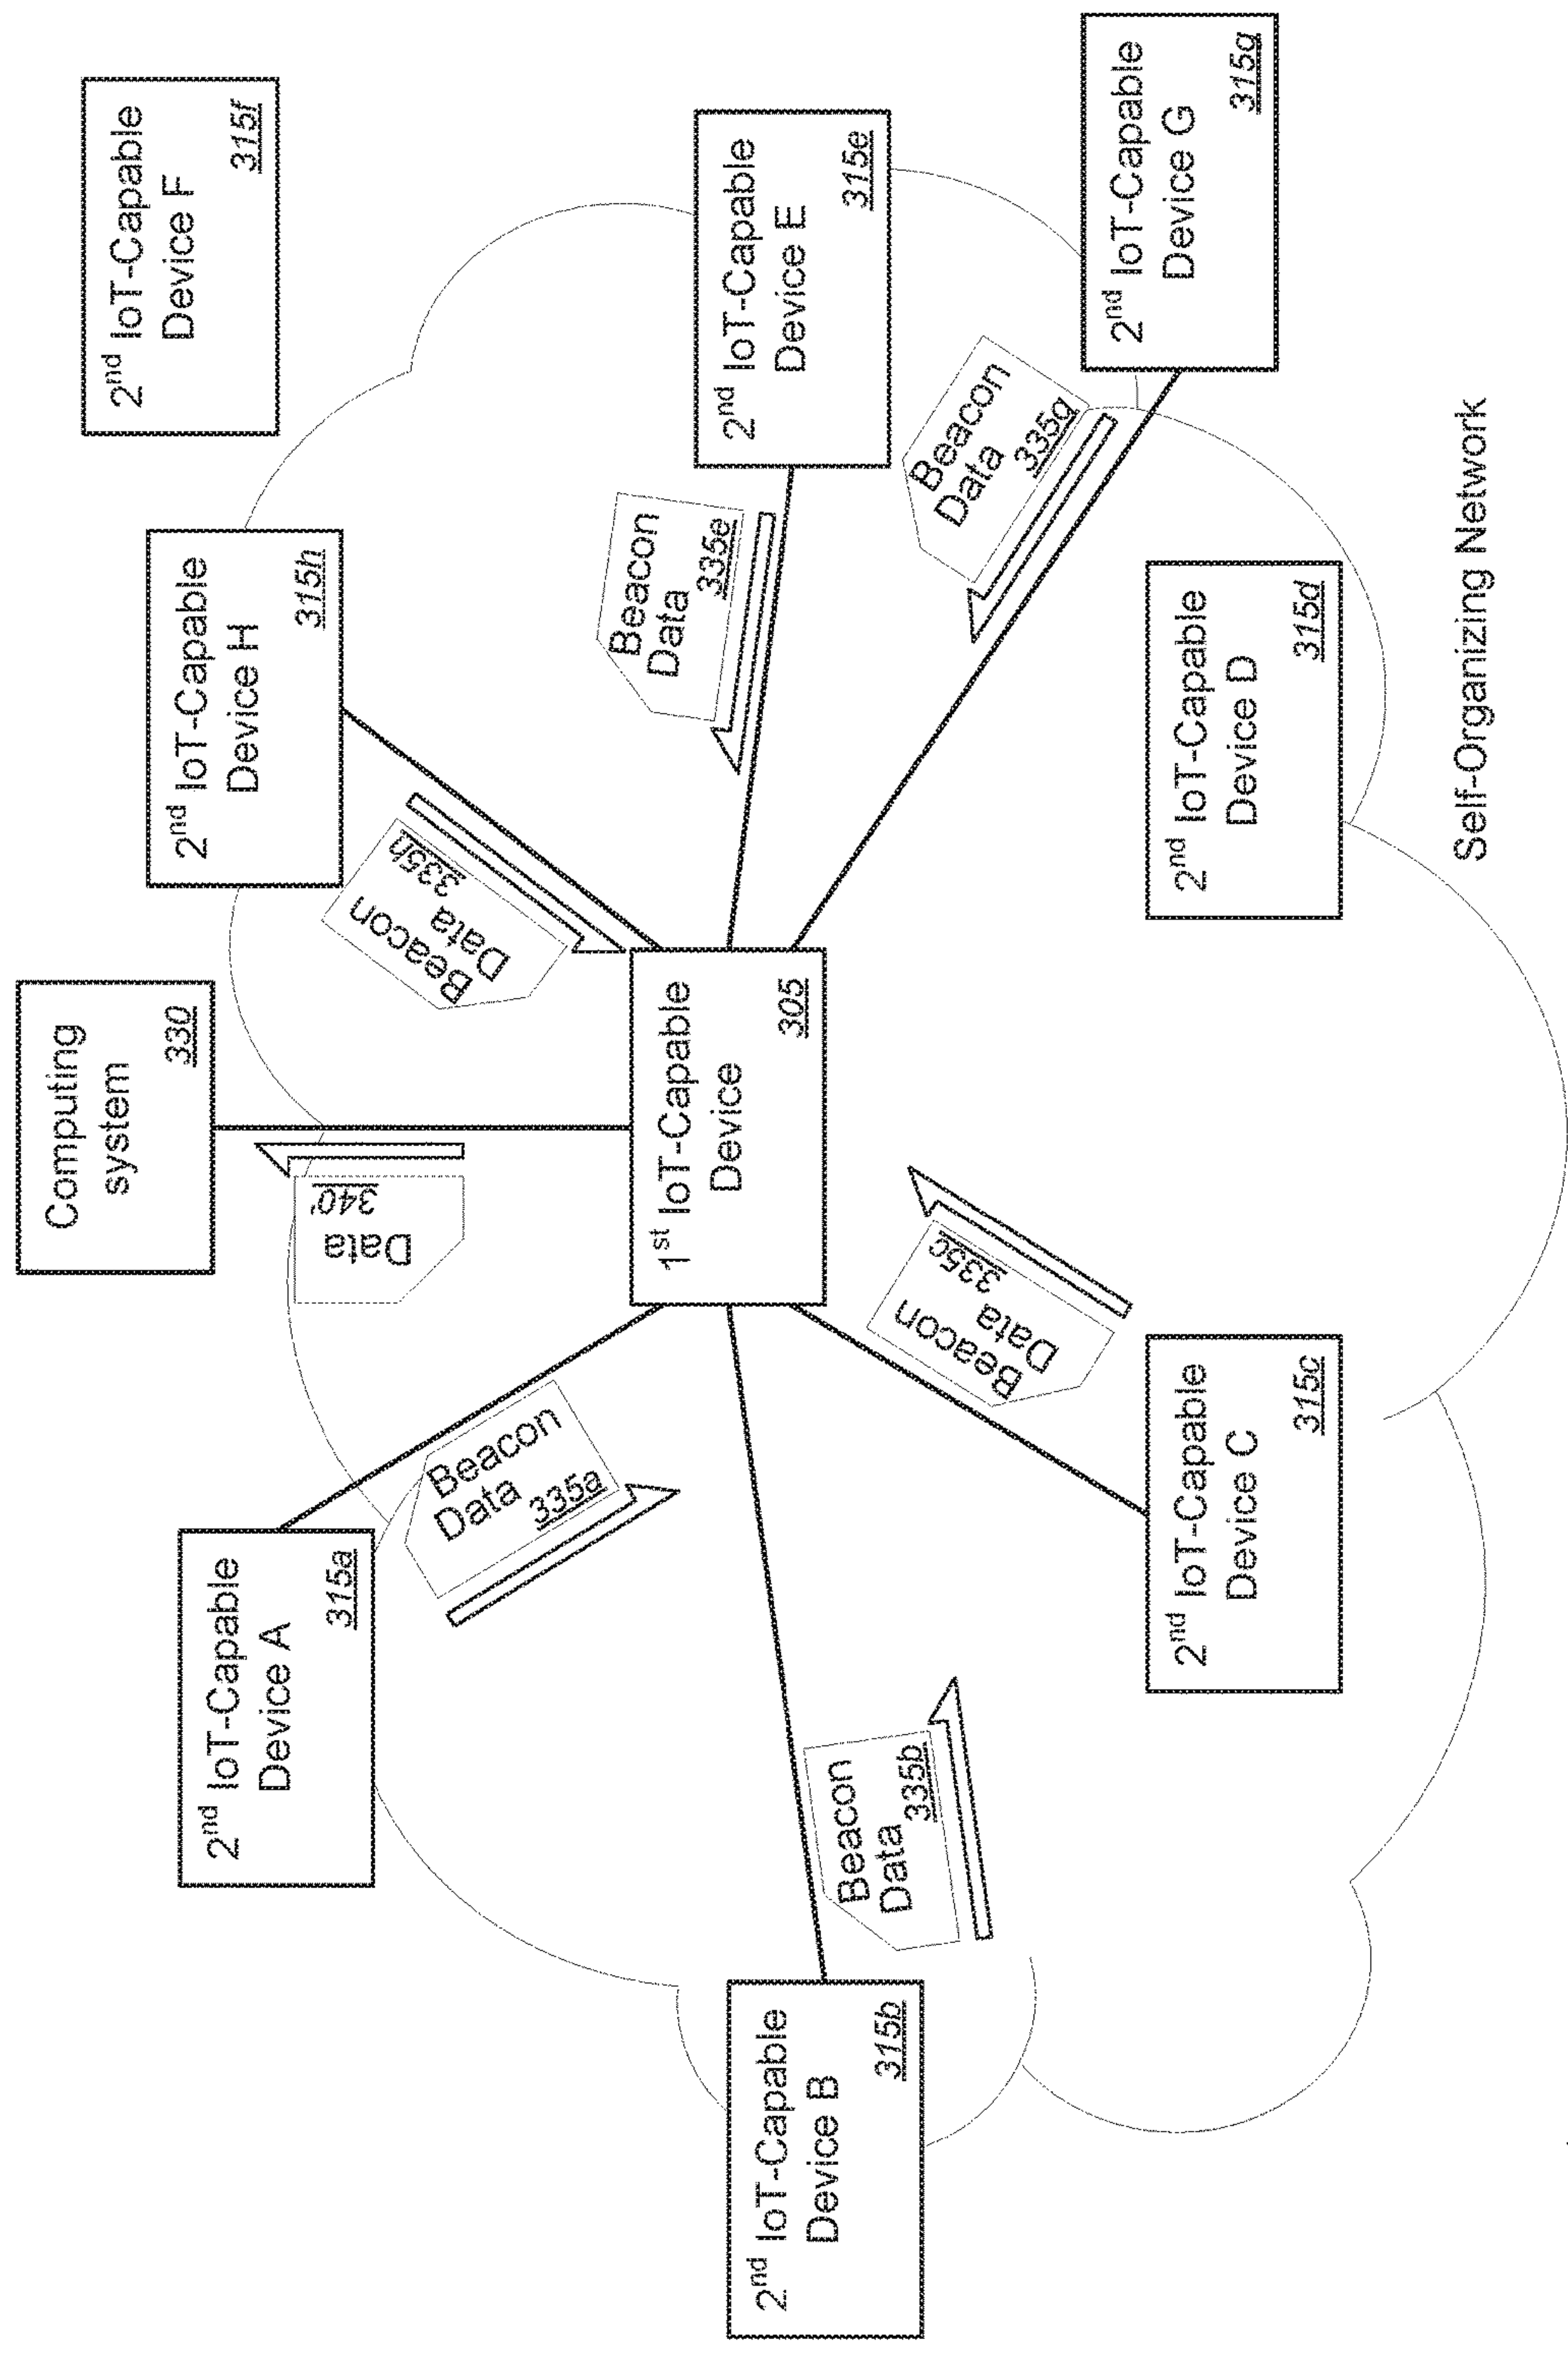 Computing
system
330
2nd IoT-Capable
Device F
315f
2nd IoT-Capable
Device H
315h
2nd IoT-Capable
Device A
315a
Data
340'
Beacon
Data
335h
Beacon
Data
335a
Beacon
Data
335e
2nd IoT-Capable
Device E
315e
1st IoT-Capable
Device
305
2nd IoT-Capable
Device B
315b
Beacon
Data
335b
Beacon
Data
335c
Beacon
Data
335g
2nd IoT-Capable
Device G
315g
2nd IoT-Capable
Device C
315c
2nd IoT-Capable
Device D
315d
Self-Organizing Network